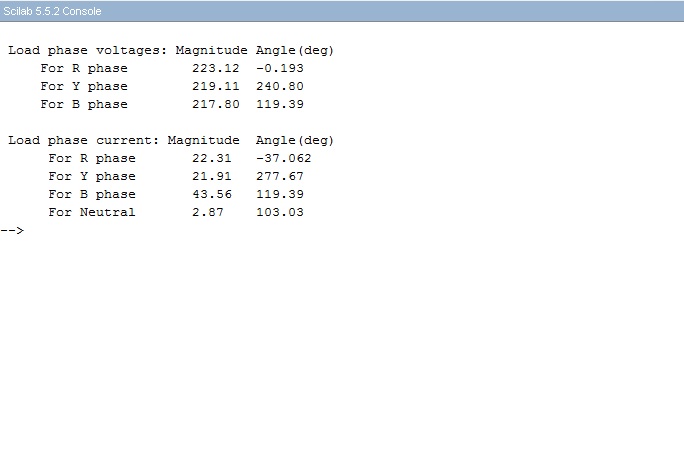 Scilab 5.5.2 Console
Load phase voltages: Magnitude Angle(deg)
For R phase 223.12 -0.193
For Y phase 219.11 240.80
For B phase 217.80 119.39
Load phase current: Magnitude Angle(deg)
For R phase 22.31 -37.062
For Y phase 21.91 277.67
For B phase 43.56 119.39
For Neutral 2.87 103.03
-->